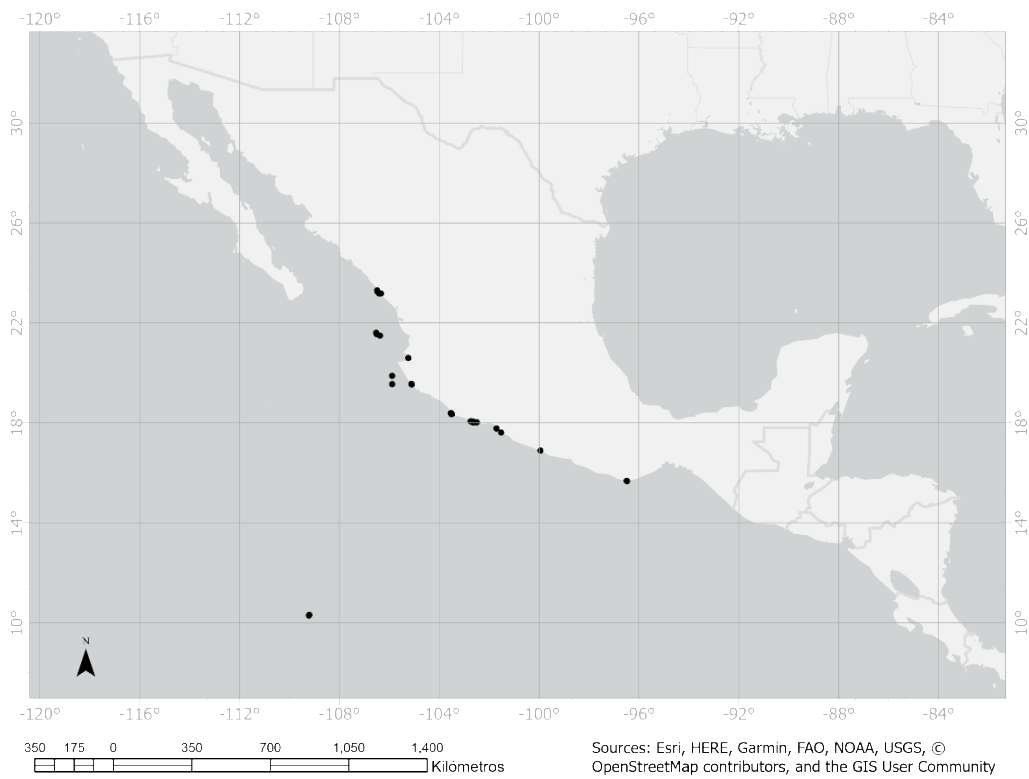 -120° -116° -112° -108° -104° -100° -96° -92° -88° -84°
30° 30°
26° 26°
22° 22°
18° 18°
14° 14°
10° 10°
N
-120° -116° -112° -108° -104° -100° -96° -92° -88° -84°
350 175 0 350 700 1,050 1,400
Kilómetros
Sources: Esri, HERE, Garmin, FAO, NOAA, USGS, ©
OpenStreetMap contributors, and the GIS User Community